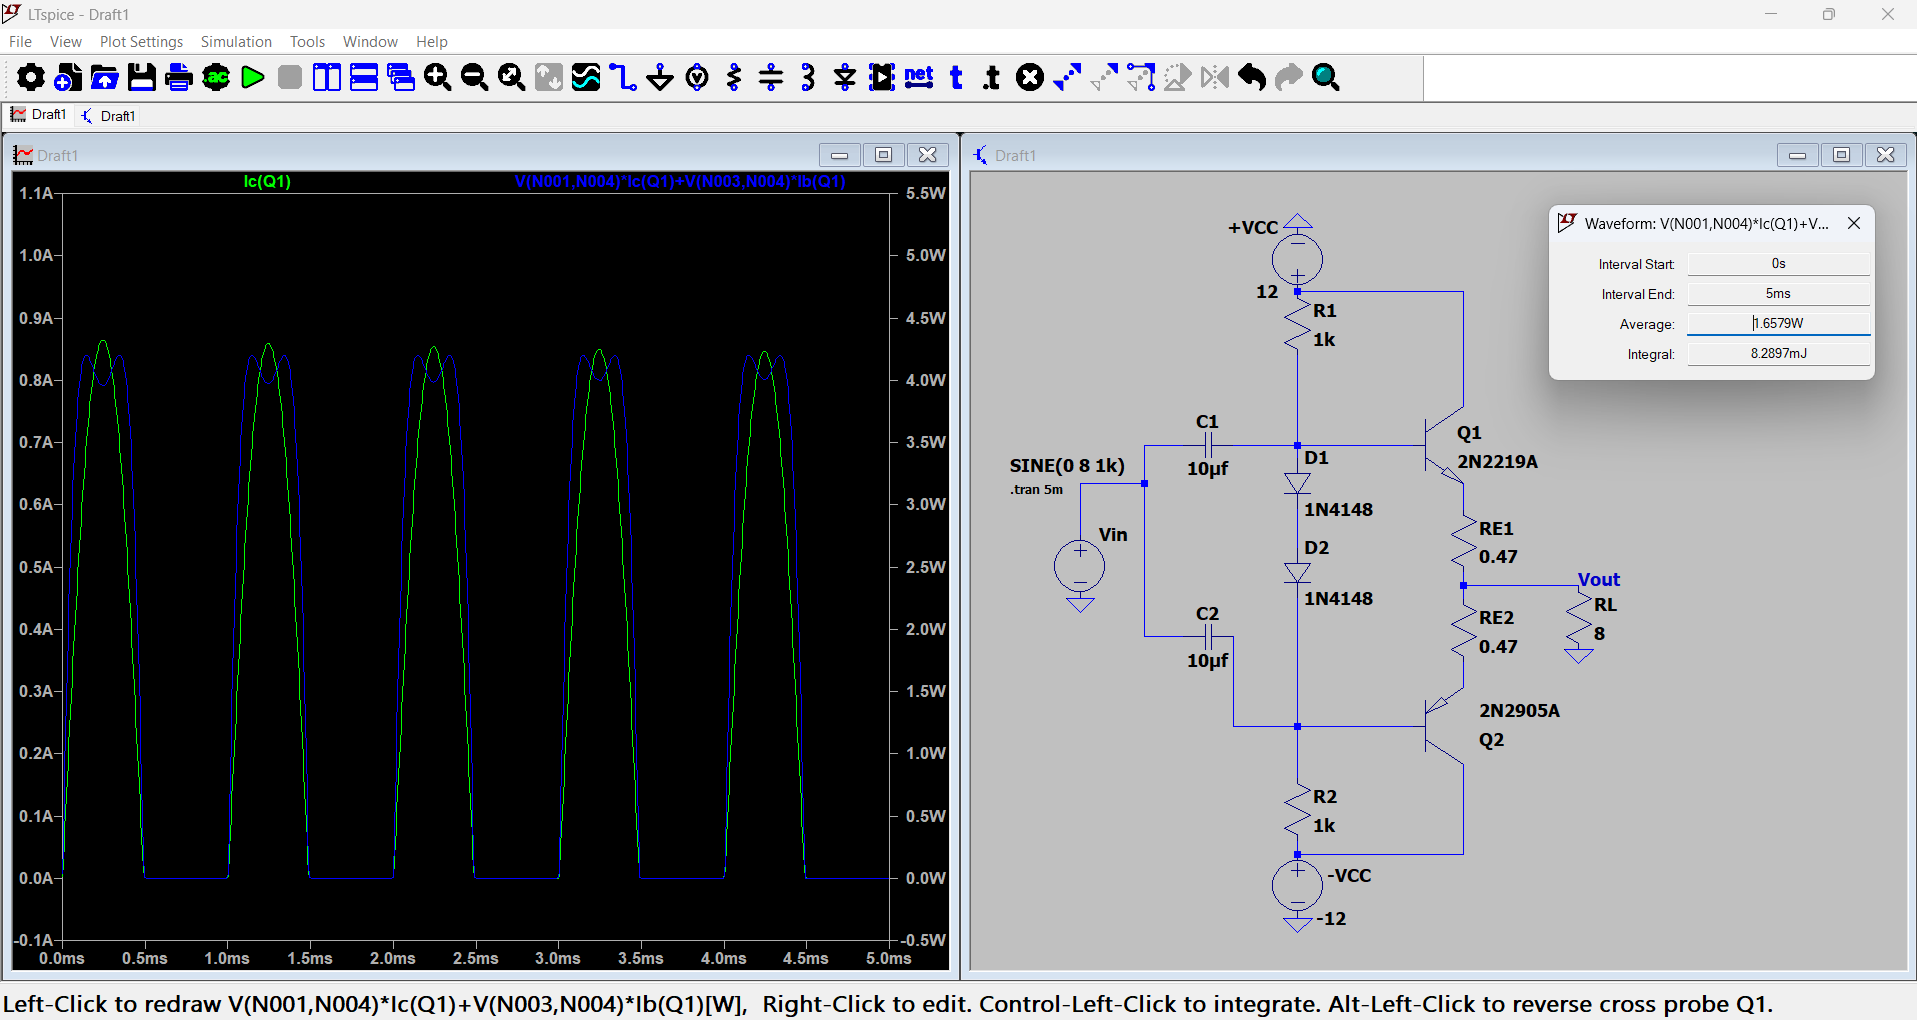 LTspice - Draft1
File View Plot Settings Simulation Tools Window Help
.ac
net t .t
Draft1 Draft1
Draft1
Ic(Q1) V(N001,N004)*Ic(Q1)+V(N003,N004)*Ib(Q1)
1.1A 5.5W
1.0A 5.0W
0.9A 4.5W
0.8A 4.0W
0.7A 3.5W
0.6A 3.0W
0.5A 2.5W
0.4A 2.0W
0.3A 1.5W
0.2A 1.0W
0.1A 0.5W
0.0A 0.0W
-0.1A -0.5W
0.0ms 0.5ms 1.0ms 1.5ms 2.0ms 2.5ms 3.0ms 3.5ms 4.0ms 4.5ms 5.0ms
Draft1
+VCC
12
R1
1k
C1
10µf
SINE(0 8 1k)
.tran 5m
Vin
D1
1N4148
D2
1N4148
C2
10µf
Q1
2N2219A
RE1
0.47
Vout
RL
8
RE2
0.47
2N2905A
Q2
R2
1k
-VCC
-12
Waveform: V(N001,N004)*Ic(Q1)+V...
Interval Start: 0s
Interval End: 5ms
Average: 1.6579W
Integral: 8.2897mJ
Left-Click to redraw V(N001,N004)*Ic(Q1)+V(N003,N004)*Ib(Q1)[W], Right-Click to edit. Control-Left-Click to integrate. Alt-Left-Click to reverse cross probe Q1.